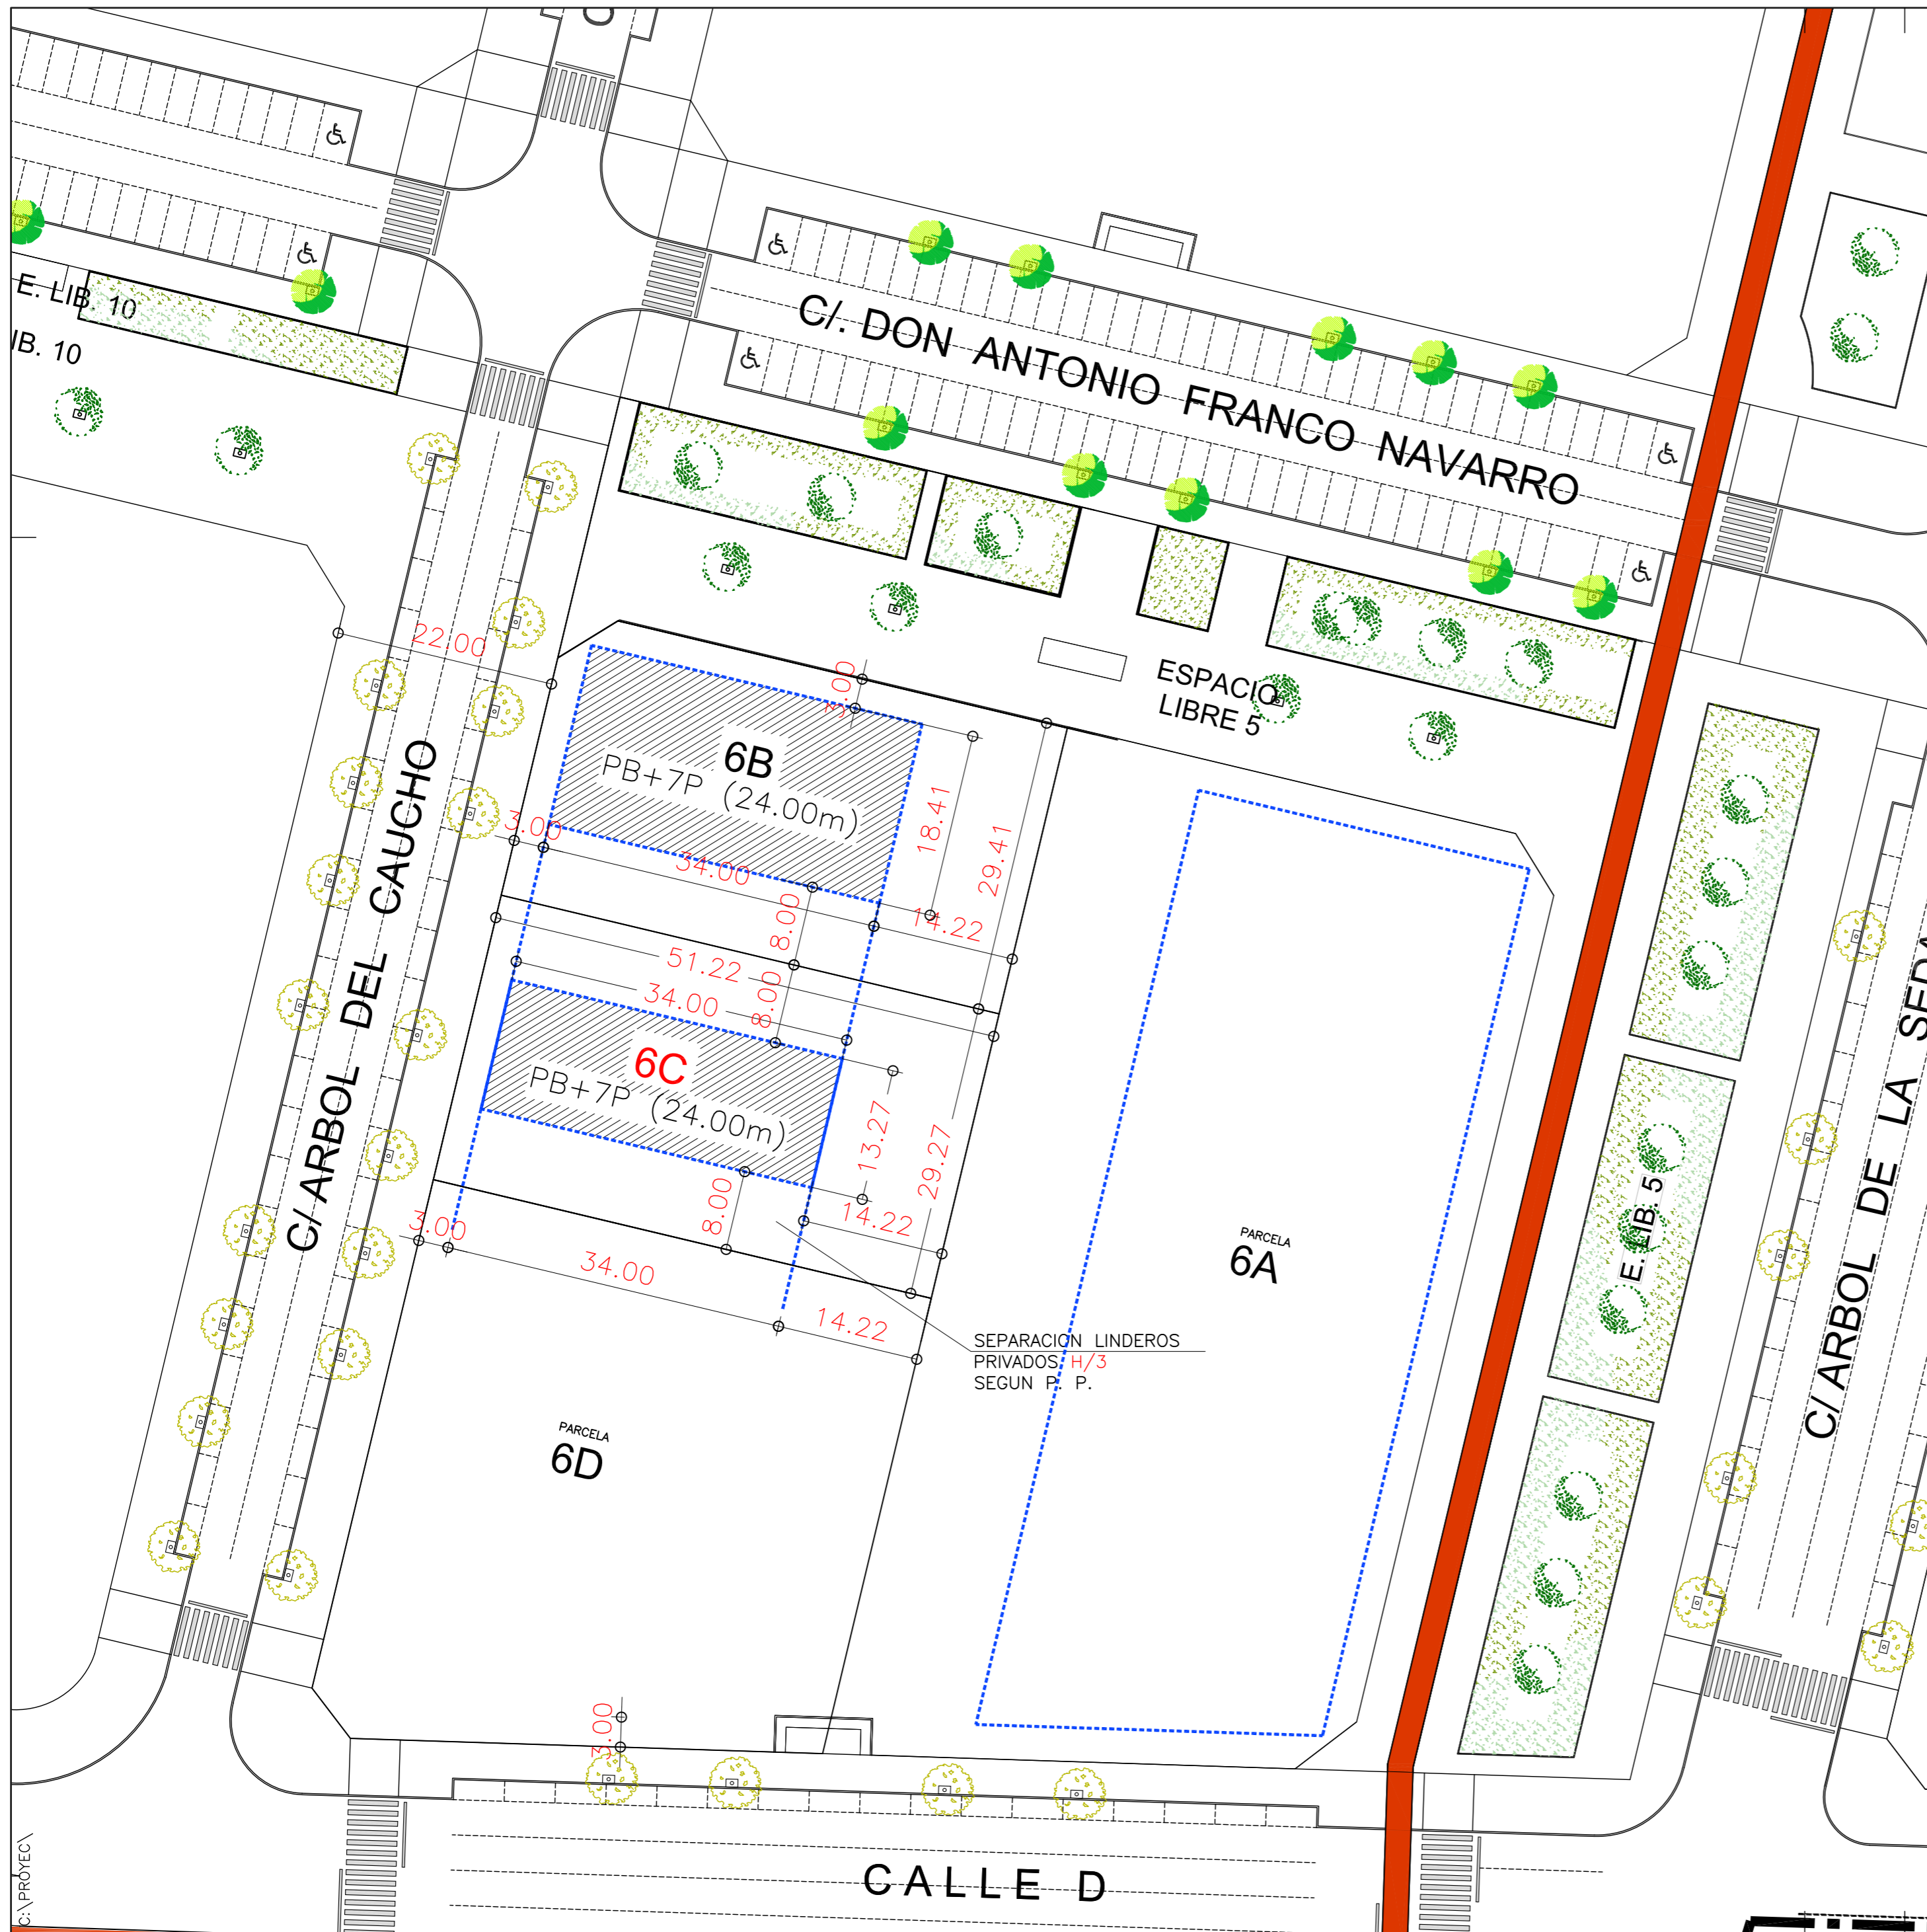 E. LIB. 10
IB. 10
C/. DON ANTONIO FRANCO NAVARRO
22.00
3.00
ESPACIO
LIBRE 5
6B
PB+7P (24.00m)
18.41
29.41
3.00
34.00
14.22
8.00
51.22
8.00
34.00
6C
PB+7P (24.00m)
13.27
29.27
8.00
14.22
3.00
34.00
14.22
C/ ARBOL DEL CAUCHO
PARCELA
6A
E. LIB. 5
C/ ARBOL DE LA SEDA
SEPARACION LINDEROS
PRIVADOS H/3
SEGUN P. P.
PARCELA
6D
3.00
CALLE D
C:\PROYEC\